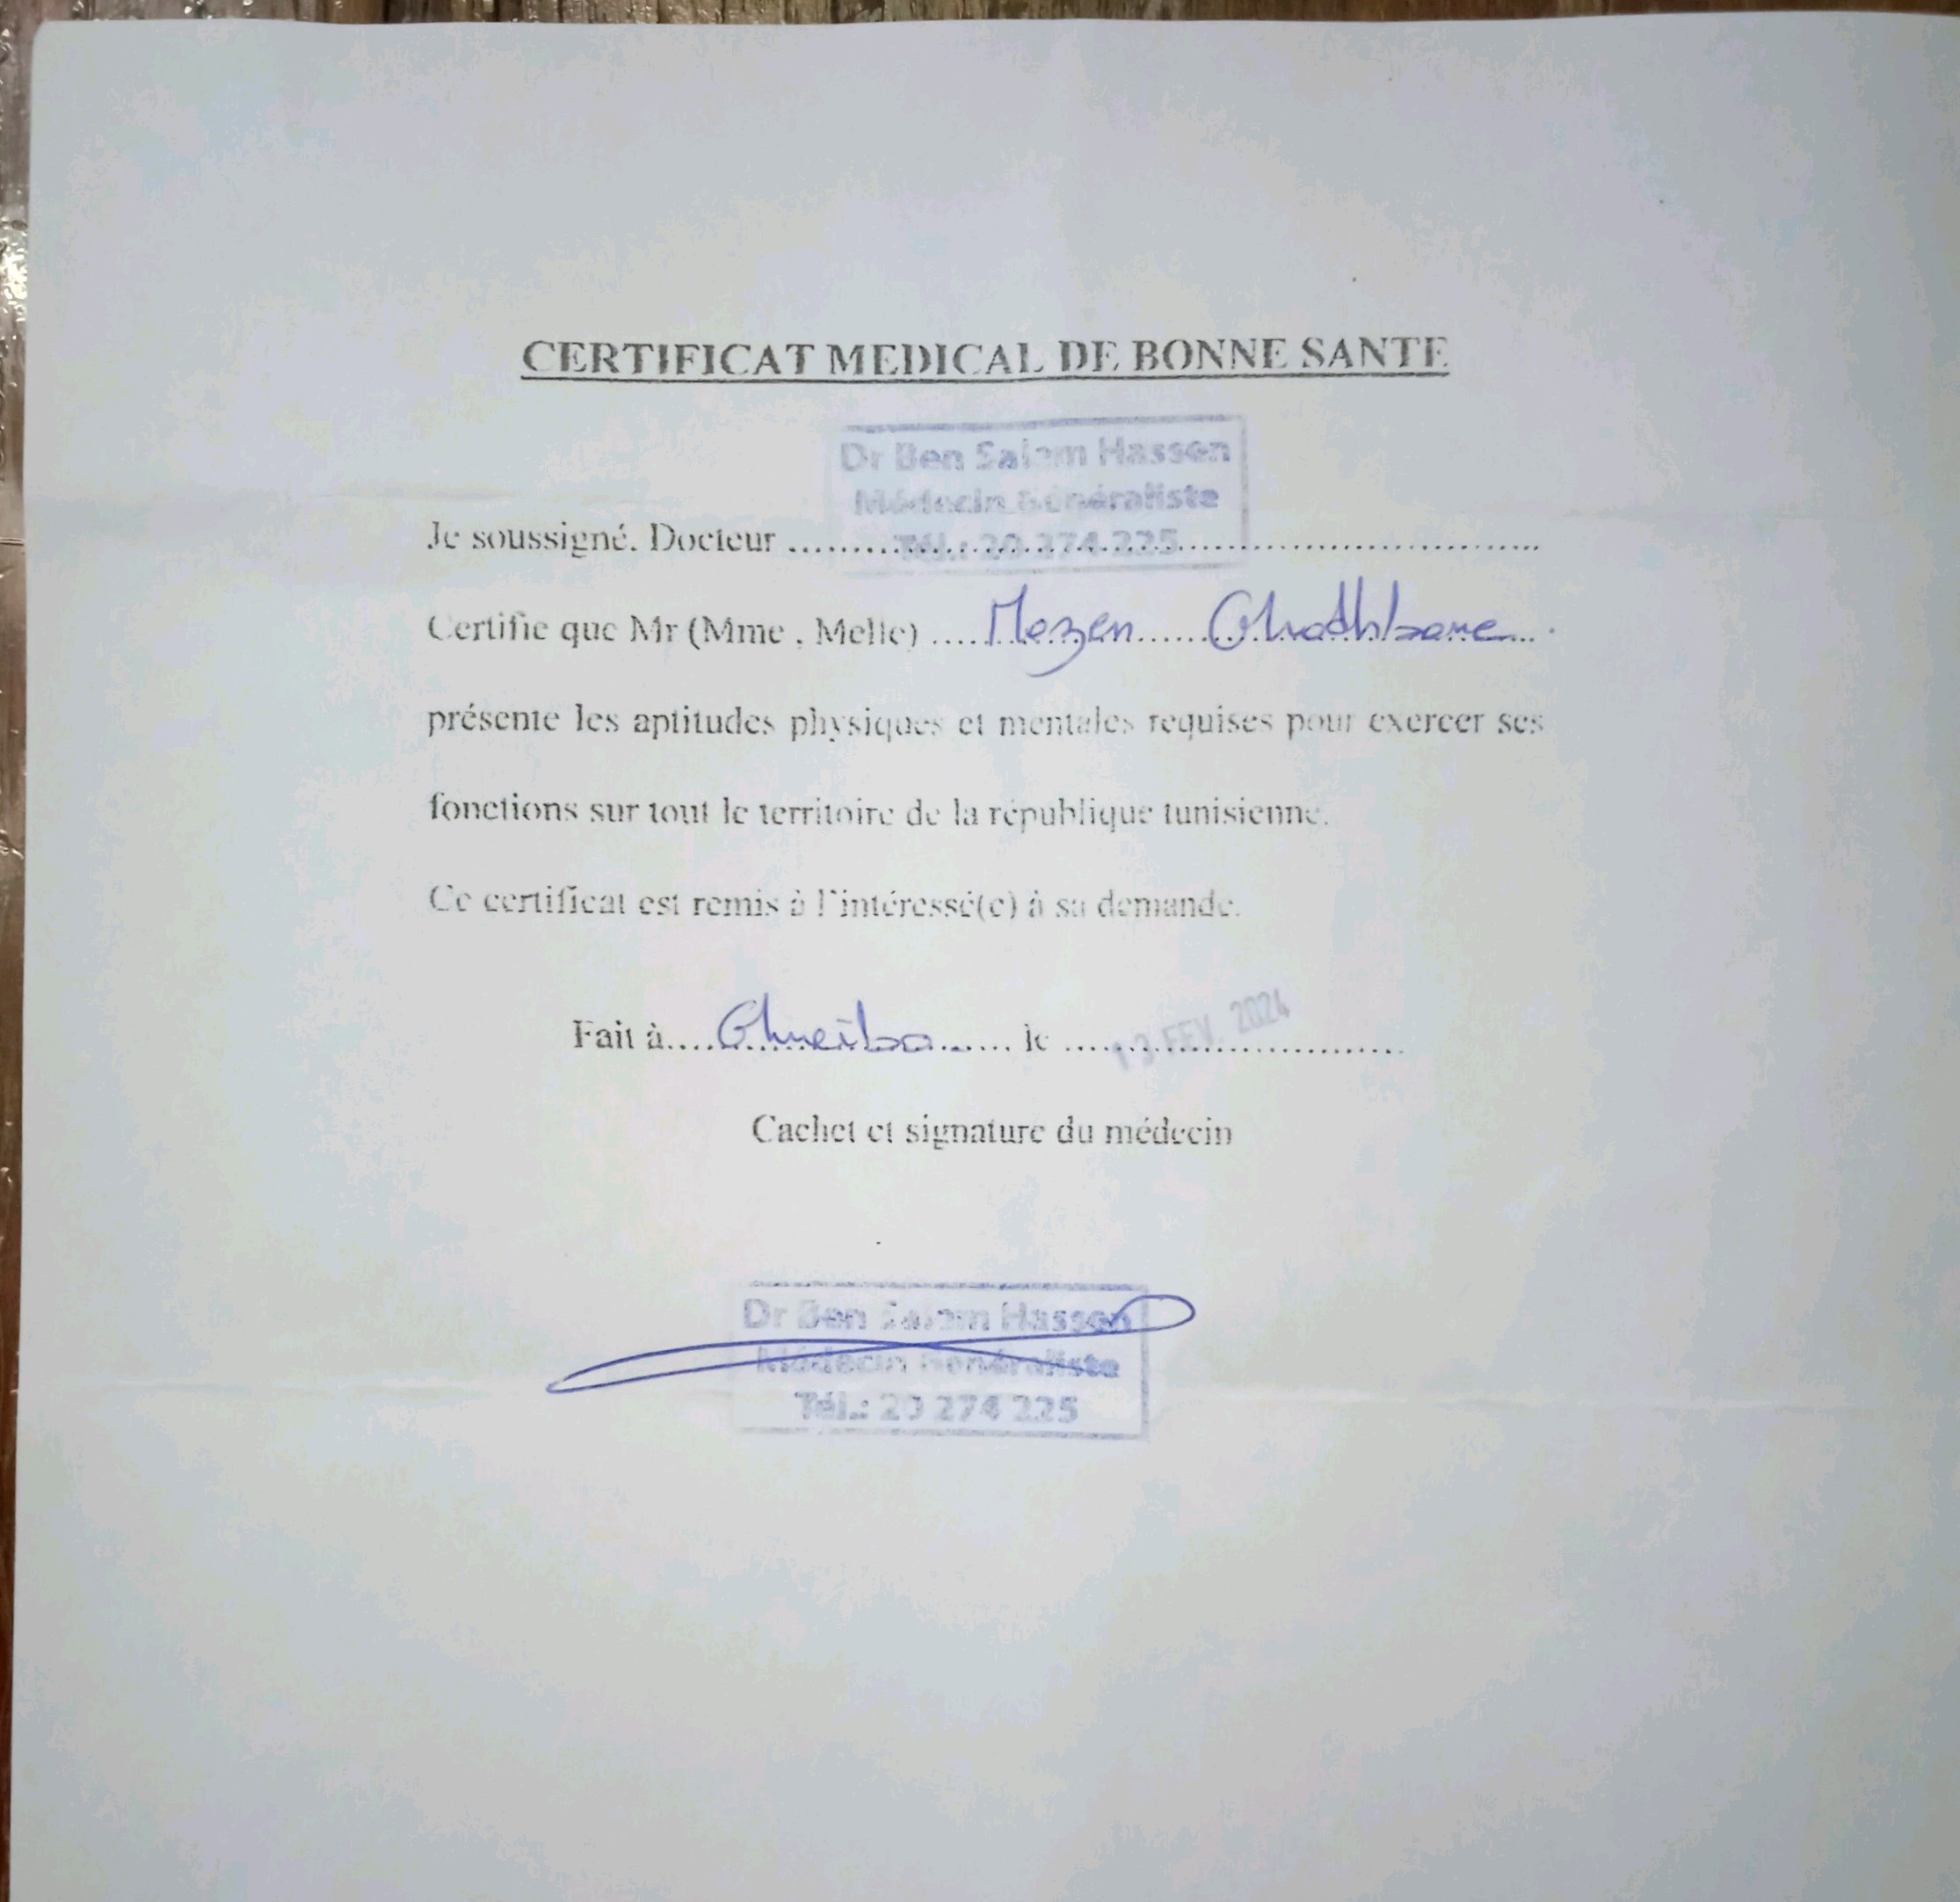 CERTIFICAT MEDICAL DE BONNE SANTE
Dr Ben Salem Hassen
Médecin Généraliste
Tél.: 20 274 225
Je soussigné. Docteur
Certifie que Mr (Mme , Melle) Mezen Ghathbane
présente les aptitudes physiques et mentales requises pour exercer ses
fonctions sur tout le territoire de la république tunisienne.
Ce certificat est remis à l'intéressé(e) à sa demande.
Fait à Ghreiba le FEV. 2024
Cachet et signature du médecin
Dr Ben Salem Hassen
Médecin Généraliste
Tél.: 20 274 225